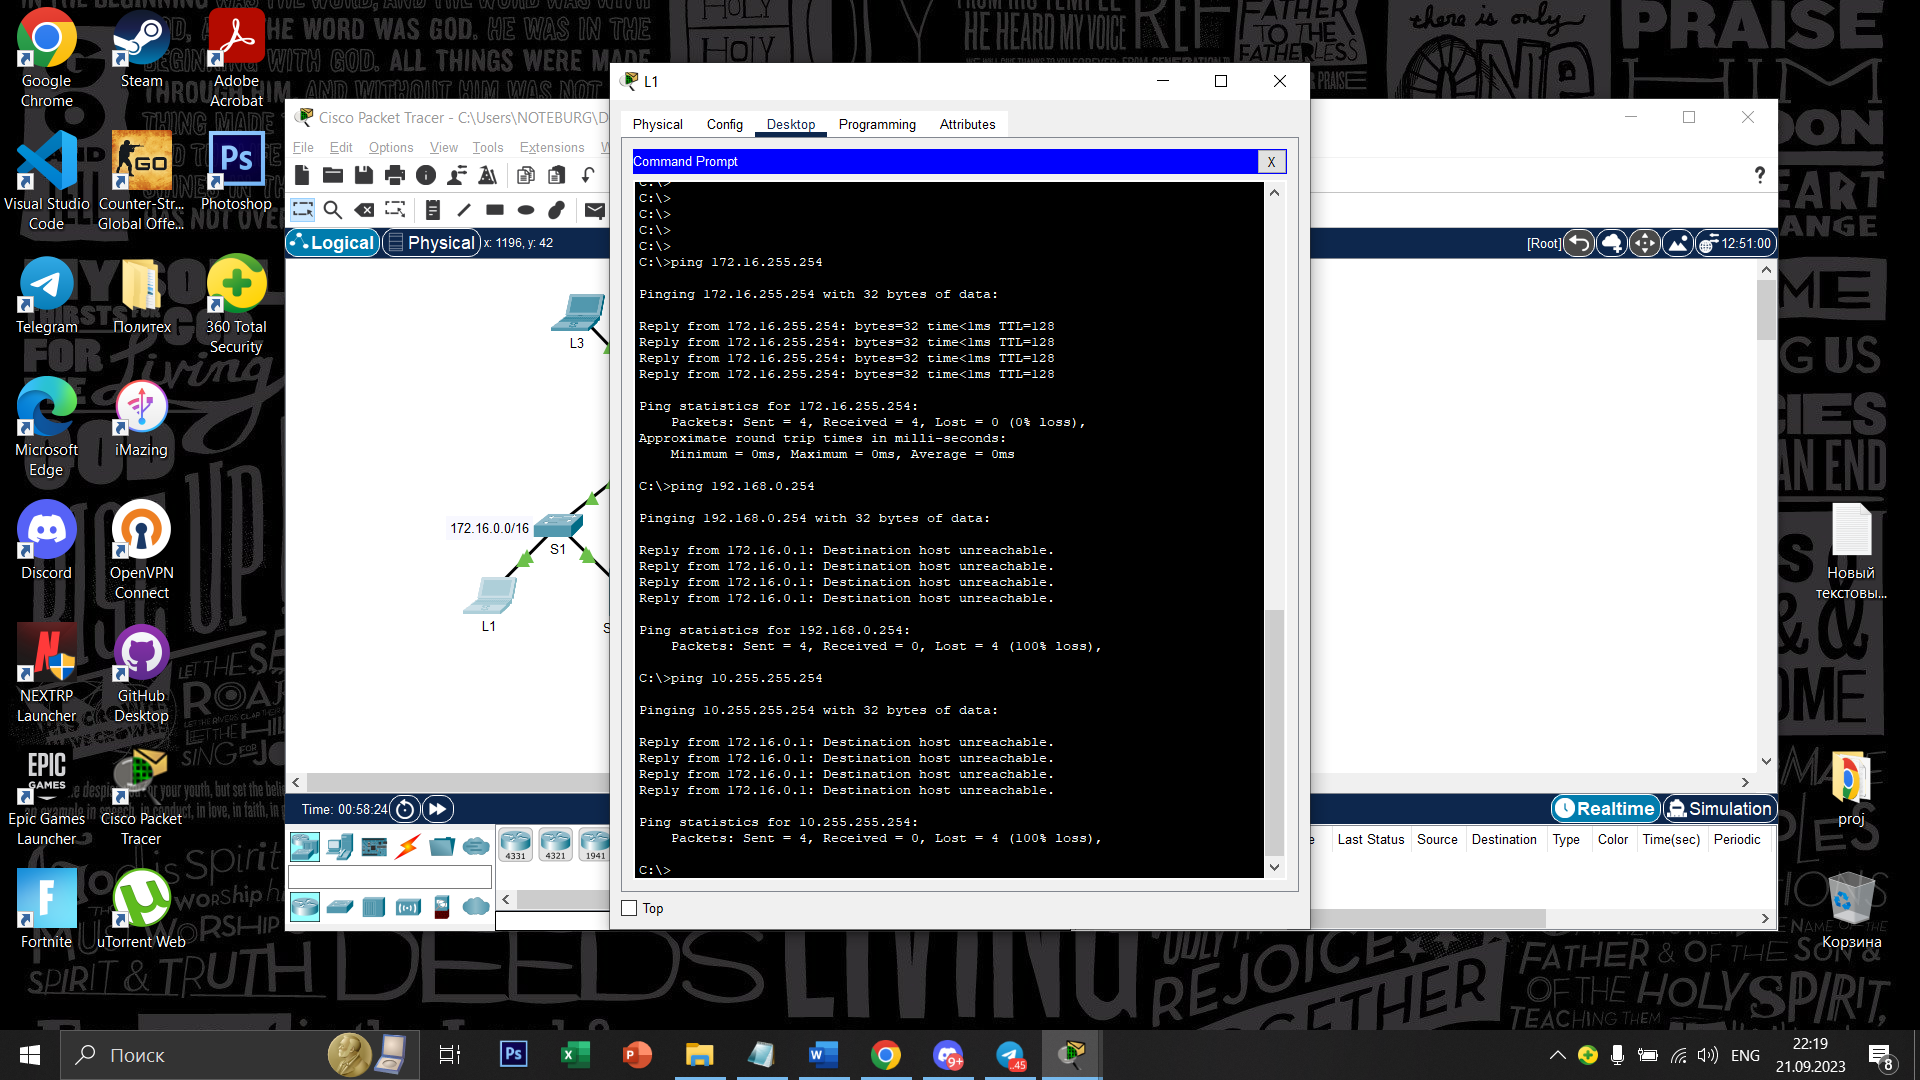 Google
Chrome
Steam
Adobe
Acrobat
Visual Studio
Code
Counter-Str...
Global Offe...
Photoshop
Telegram
Политех
360 Total
Security
Microsoft
Edge
iMazing
Discord
OpenVPN
Connect
NEXTRP
Launcher
GitHub
Desktop
Epic Games
Launcher
Cisco Packet
Tracer
Fortnite
uTorrent Web
Cisco Packet Tracer - C:\Users\NOTEBURG\D
File Edit Options View Tools Extensions W
?
Logical Physical x: 1196, y: 42
[Root] 12:51:00
L3
172.16.0.0/16
S1
L1
S
Time: 00:58:24
Realtime Simulation
4331 4321 1941
e Last Status Source Destination Type Color Time(sec) Periodic
L1
Physical Config Desktop Programming Attributes
Command Prompt X
C:\>
C:\>
C:\>
C:\>
C:\>
C:\>ping 172.16.255.254
Pinging 172.16.255.254 with 32 bytes of data:
Reply from 172.16.255.254: bytes=32 time<1ms TTL=128
Reply from 172.16.255.254: bytes=32 time<1ms TTL=128
Reply from 172.16.255.254: bytes=32 time<1ms TTL=128
Reply from 172.16.255.254: bytes=32 time<1ms TTL=128
Ping statistics for 172.16.255.254:
Packets: Sent = 4, Received = 4, Lost = 0 (0% loss),
Approximate round trip times in milli-seconds:
Minimum = 0ms, Maximum = 0ms, Average = 0ms
C:\>ping 192.168.0.254
Pinging 192.168.0.254 with 32 bytes of data:
Reply from 172.16.0.1: Destination host unreachable.
Reply from 172.16.0.1: Destination host unreachable.
Reply from 172.16.0.1: Destination host unreachable.
Reply from 172.16.0.1: Destination host unreachable.
Ping statistics for 192.168.0.254:
Packets: Sent = 4, Received = 0, Lost = 4 (100% loss),
C:\>ping 10.255.255.254
Pinging 10.255.255.254 with 32 bytes of data:
Reply from 172.16.0.1: Destination host unreachable.
Reply from 172.16.0.1: Destination host unreachable.
Reply from 172.16.0.1: Destination host unreachable.
Reply from 172.16.0.1: Destination host unreachable.
Ping statistics for 10.255.255.254:
Packets: Sent = 4, Received = 0, Lost = 4 (100% loss),
C:\>
Top
Новый
текстовы...
proj
Корзина
Поиск
ENG
22:19
21.09.2023
8